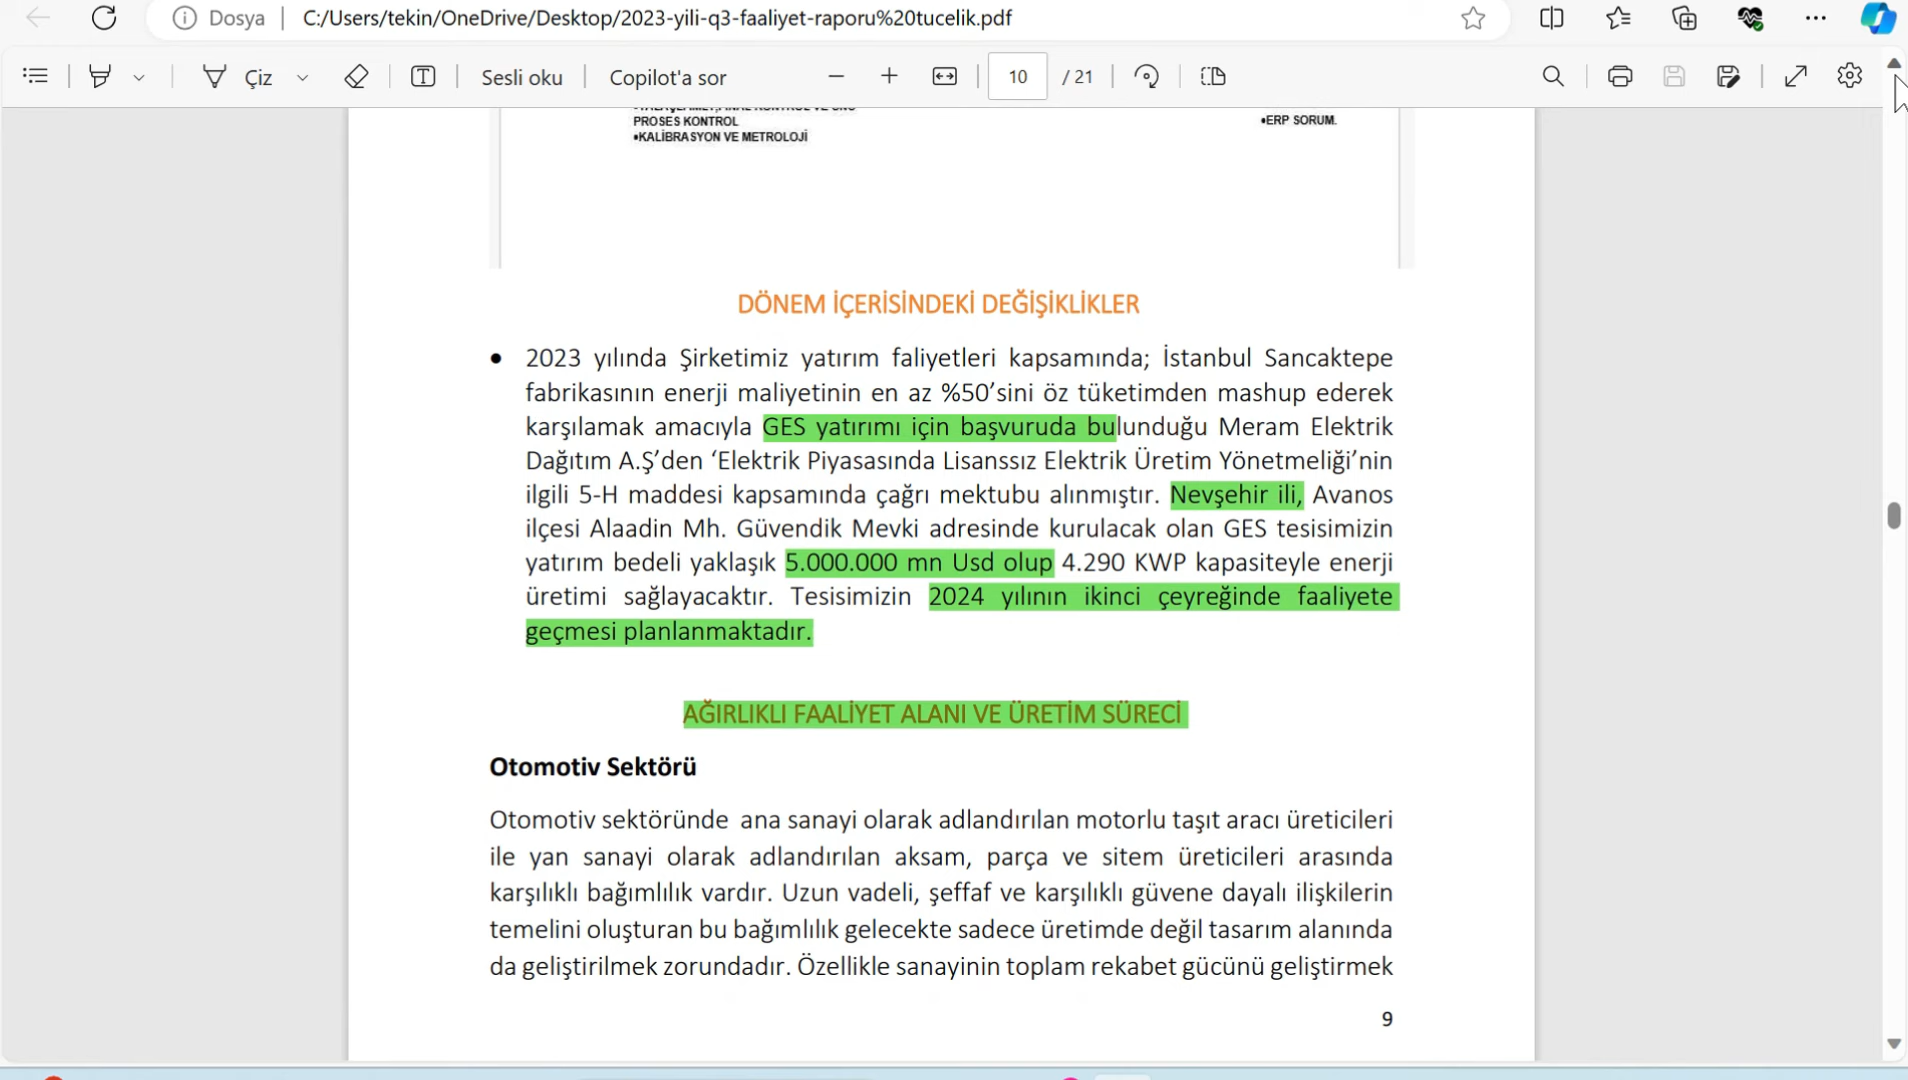 Dosya
C:/Users/tekin/OneDrive/Desktop/2023-yili-q3-faaliyet-raporu%20tucelik.pdf
Çiz
Sesli oku
Copilot'a sor
10 / 21
PROSES KONTROL
•KALİBRASYON VE METROLOJİ
•ERP SORUM.
DÖNEM İÇERİSİNDEKİ DEĞİŞİKLİKLER
• 2023 yılında Şirketimiz yatırım faliyetleri kapsamında; İstanbul Sancaktepe
fabrikasının enerji maliyetinin en az %50’sini öz tüketimden mashup ederek
karşılamak amacıyla GES yatırımı için başvuruda bulunduğu Meram Elektrik
Dağıtım A.Ş’den ‘Elektrik Piyasasında Lisanssız Elektrik Üretim Yönetmeliği’nin
ilgili 5-H maddesi kapsamında çağrı mektubu alınmıştır. Nevşehir ili, Avanos
ilçesi Alaadin Mh. Güvendik Mevki adresinde kurulacak olan GES tesisimizin
yatırım bedeli yaklaşık 5.000.000 mn Usd olup 4.290 KWP kapasiteyle enerji
üretimi sağlayacaktır. Tesisimizin 2024 yılının ikinci çeyreğinde faaliyete
geçmesi planlanmaktadır.
AĞIRLIKLI FAALİYET ALANI VE ÜRETİM SÜRECİ
Otomotiv Sektörü
Otomotiv sektöründe ana sanayi olarak adlandırılan motorlu taşıt aracı üreticileri
ile yan sanayi olarak adlandırılan aksam, parça ve sitem üreticileri arasında
karşılıklı bağımlılık vardır. Uzun vadeli, şeffaf ve karşılıklı güvene dayalı ilişkilerin
temelini oluşturan bu bağımlılık gelecekte sadece üretimde değil tasarım alanında
da geliştirilmek zorundadır. Özellikle sanayinin toplam rekabet gücünü geliştirmek
9